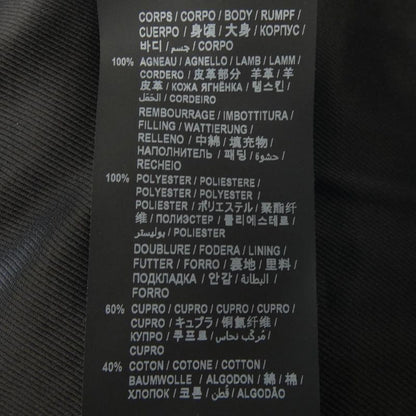 CORPS / CORPO / BODY / RUMPF /
CUERPO / 身頃 / 大身 / КОРПУС /
바디 / جسم / CORPO
100% AGNEAU / AGNELLO / LAMB / LAMM /
CORDERO / 皮革部分 羊革 / 羊
皮革 / КОЖА ЯГНЁНКА / 램스킨 /
الحَمَل / CORDEIRO
REMBOURRAGE / IMBOTTITURA /
FILLING / WATTIERUNG /
RELLENO / 中綿 / 填充物 /
НАПОЛНИТЕЛЬ / 패딩 / حشوة /
RECHEIO
100% POLYESTER / POLIESTERE /
POLYESTER / POLYESTER /
POLIESTER / ポリエステル / 聚酯纤
维 / ПОЛИЭСТЕР / 폴리에스테르 /
بوليستر / POLIESTER
DOUBLURE / FODERA / LINING /
FUTTER / FORRO / 裏地 / 里料 /
ПОДКЛАДКА / 안감 / البطانة /
FORRO
60% CUPRO / CUPRO / CUPRO / CUPRO /
CUPRO / キュプラ / 铜氨纤维 /
КУПРО / 쿠프로 / مُركّب نحاسي /
CUPRO
40% COTON / COTONE / COTTON /
BAUMWOLLE / ALGODON / 綿 / 棉 /
ХЛОПОК / 코튼 / قطن / ALGODÃO